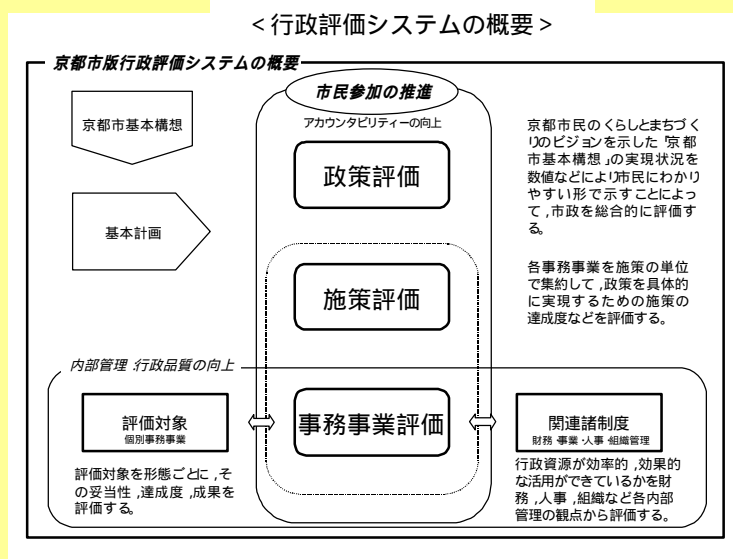 <行政評価システムの概要>
京都市版行政評価システムの概要
市民参加の推進
アカウンタビリティーの向上
京都市基本構想
政策評価
京都市民のくらしとまちづく
りのビジョンを示した「京都
市基本構想」の実現状況を
数値などにより市民にわかり
やすい形で示すことによっ
て,市政を総合的に評価す
る。
基本計画
施策評価
各事務事業を施策の単位
で集約して,政策を具体的
に実現するための施策の
達成度などを評価する。
内部管理・行政品質の向上
評価対象
個別事務事業
事務事業評価
関連諸制度
財務・事業・人事・組織管理
評価対象を形態ごとに,そ
の妥当性,達成度,成果を
評価する。
行政資源が効率的,効果的
な活用ができているかを財
務,人事,組織など各内部
管理の観点から評価する。